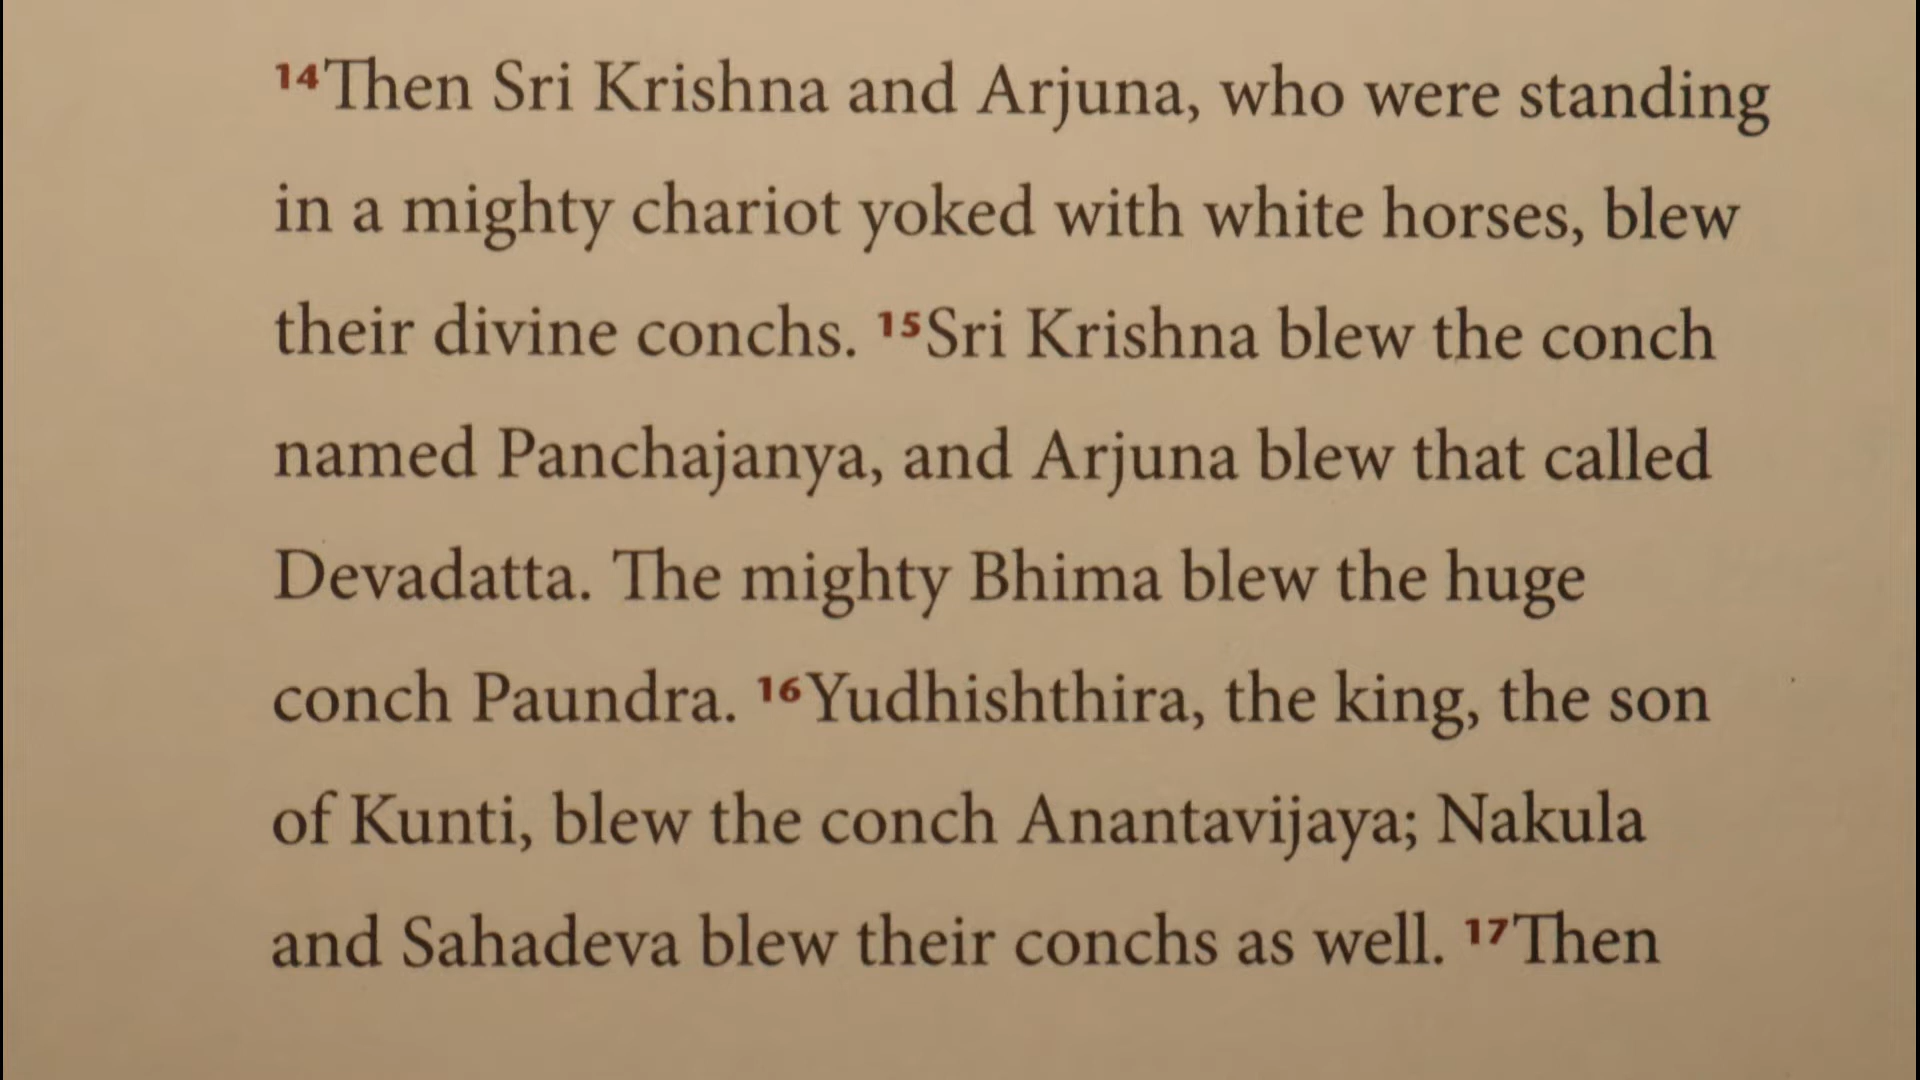 14Then Sri Krishna and Arjuna, who were standing
in a mighty chariot yoked with white horses, blew
their divine conchs. 15Sri Krishna blew the conch
named Panchajanya, and Arjuna blew that called
Devadatta. The mighty Bhima blew the huge
conch Paundra. 16Yudhishthira, the king, the son
of Kunti, blew the conch Anantavijaya; Nakula
and Sahadeva blew their conchs as well. 17Then